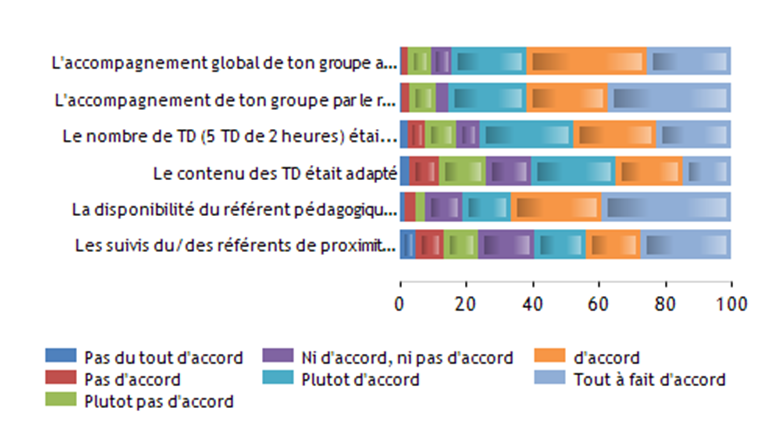 L'accompagnement global de ton groupe a...
L'accompagnement de ton groupe par le r...
Le nombre de TD (5 TD de 2 heures) étai...
Le contenu des TD était adapté
La disponibilité du référent pédagogiqu...
Les suivis du/des référents de proximit...
0 20 40 60 80 100
Pas du tout d'accord Ni d'accord, ni pas d'accord d'accord
Pas d'accord Plutot d'accord Tout à fait d'accord
Plutot pas d'accord